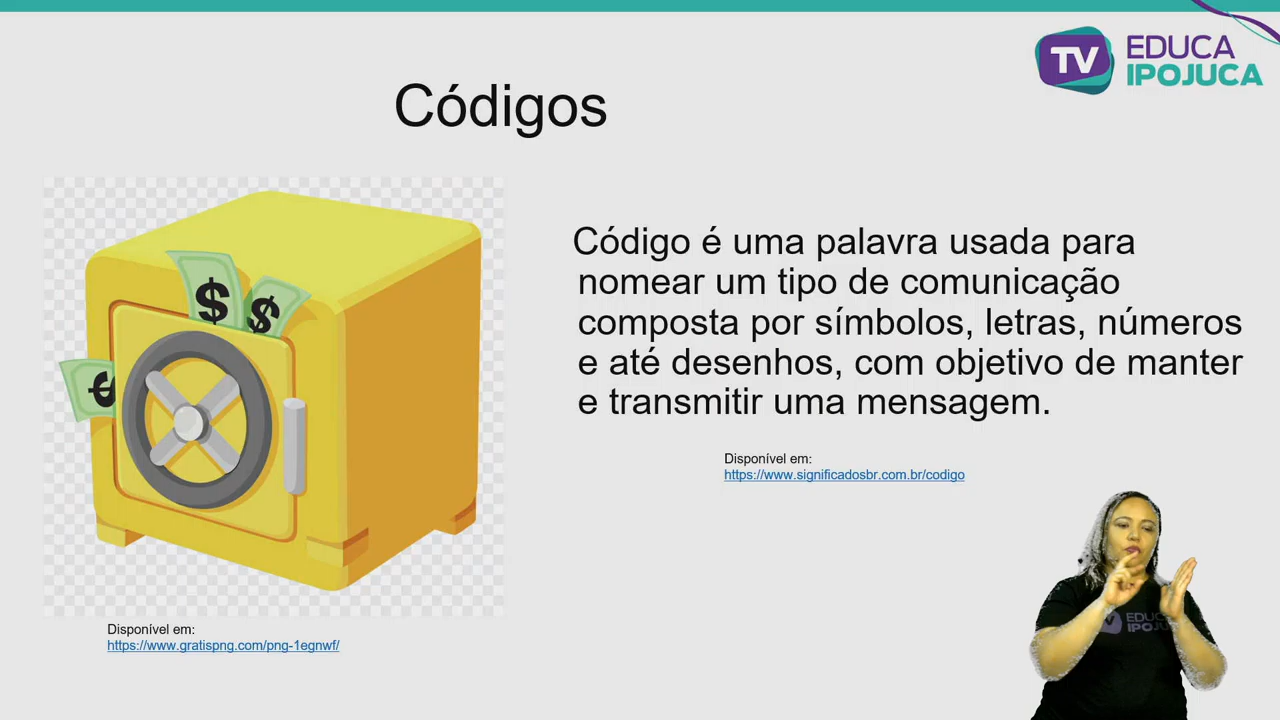 TV EDUCA
IPOJUCA
Códigos
Código é uma palavra usada para
nomear um tipo de comunicação
composta por símbolos, letras, números
e até desenhos, com objetivo de manter
e transmitir uma mensagem.
Disponível em:
https://www.significadosbr.com.br/codigo
$
$
Disponível em:
https://www.gratispng.com/png-1egnwf/
EDUCA
IPOJUCA